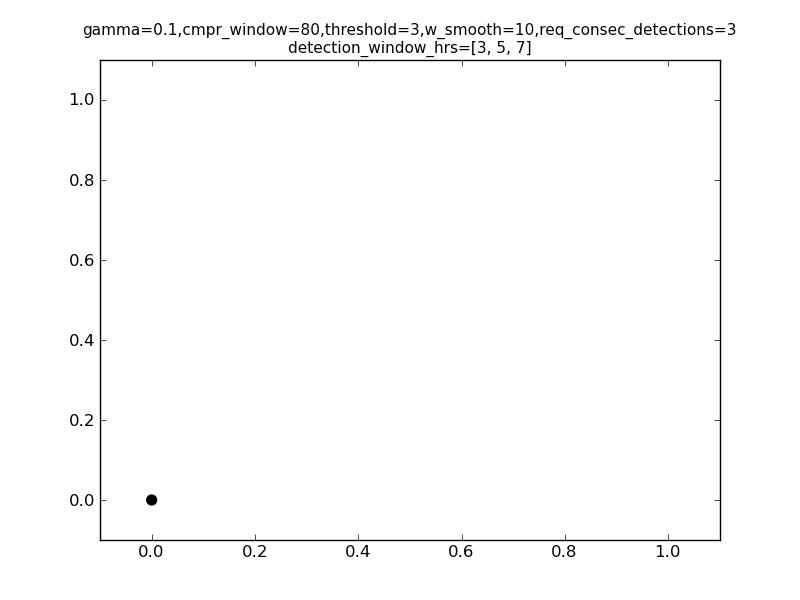 gamma=0.1,cmpr_window=80,threshold=3,w_smooth=10,req_consec_detections=3
detection_window_hrs=[3, 5, 7]
1.0
0.8
0.6
0.4
0.2
0.0
0.0 0.2 0.4 0.6 0.8 1.0